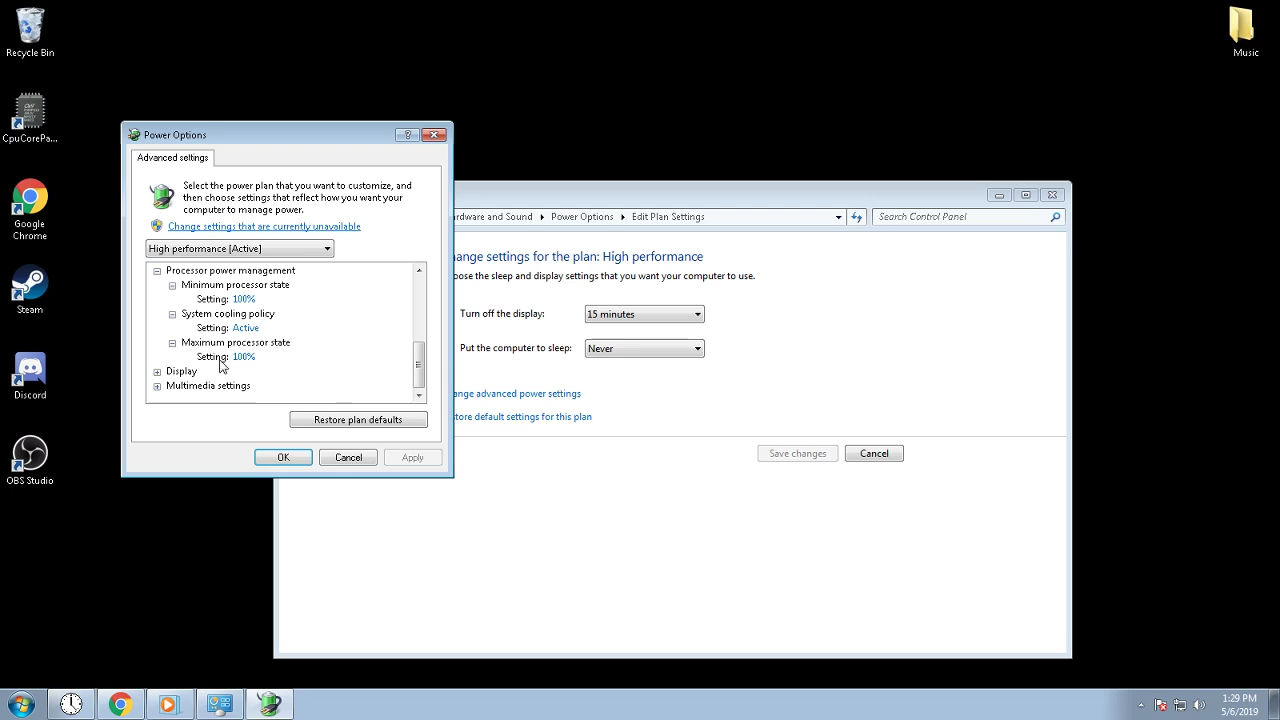 Recycle Bin
CpuCorePa...
Google
Chrome
Steam
Discord
OBS Studio
Music
Power Options
Advanced settings
Select the power plan that you want to customize, and
then choose settings that reflect how you want your
computer to manage power.
Change settings that are currently unavailable
High performance [Active]
Processor power management
Minimum processor state
Setting: 100%
System cooling policy
Setting: Active
Maximum processor state
Setting: 100%
Display
Multimedia settings
Restore plan defaults
OK Cancel Apply
ardware and Sound Power Options Edit Plan Settings Search Control Panel
ange settings for the plan: High performance
oose the sleep and display settings that you want your computer to use.
Turn off the display: 15 minutes
Put the computer to sleep: Never
ange advanced power settings
tore default settings for this plan
Save changes Cancel
1:29 PM
5/6/2019